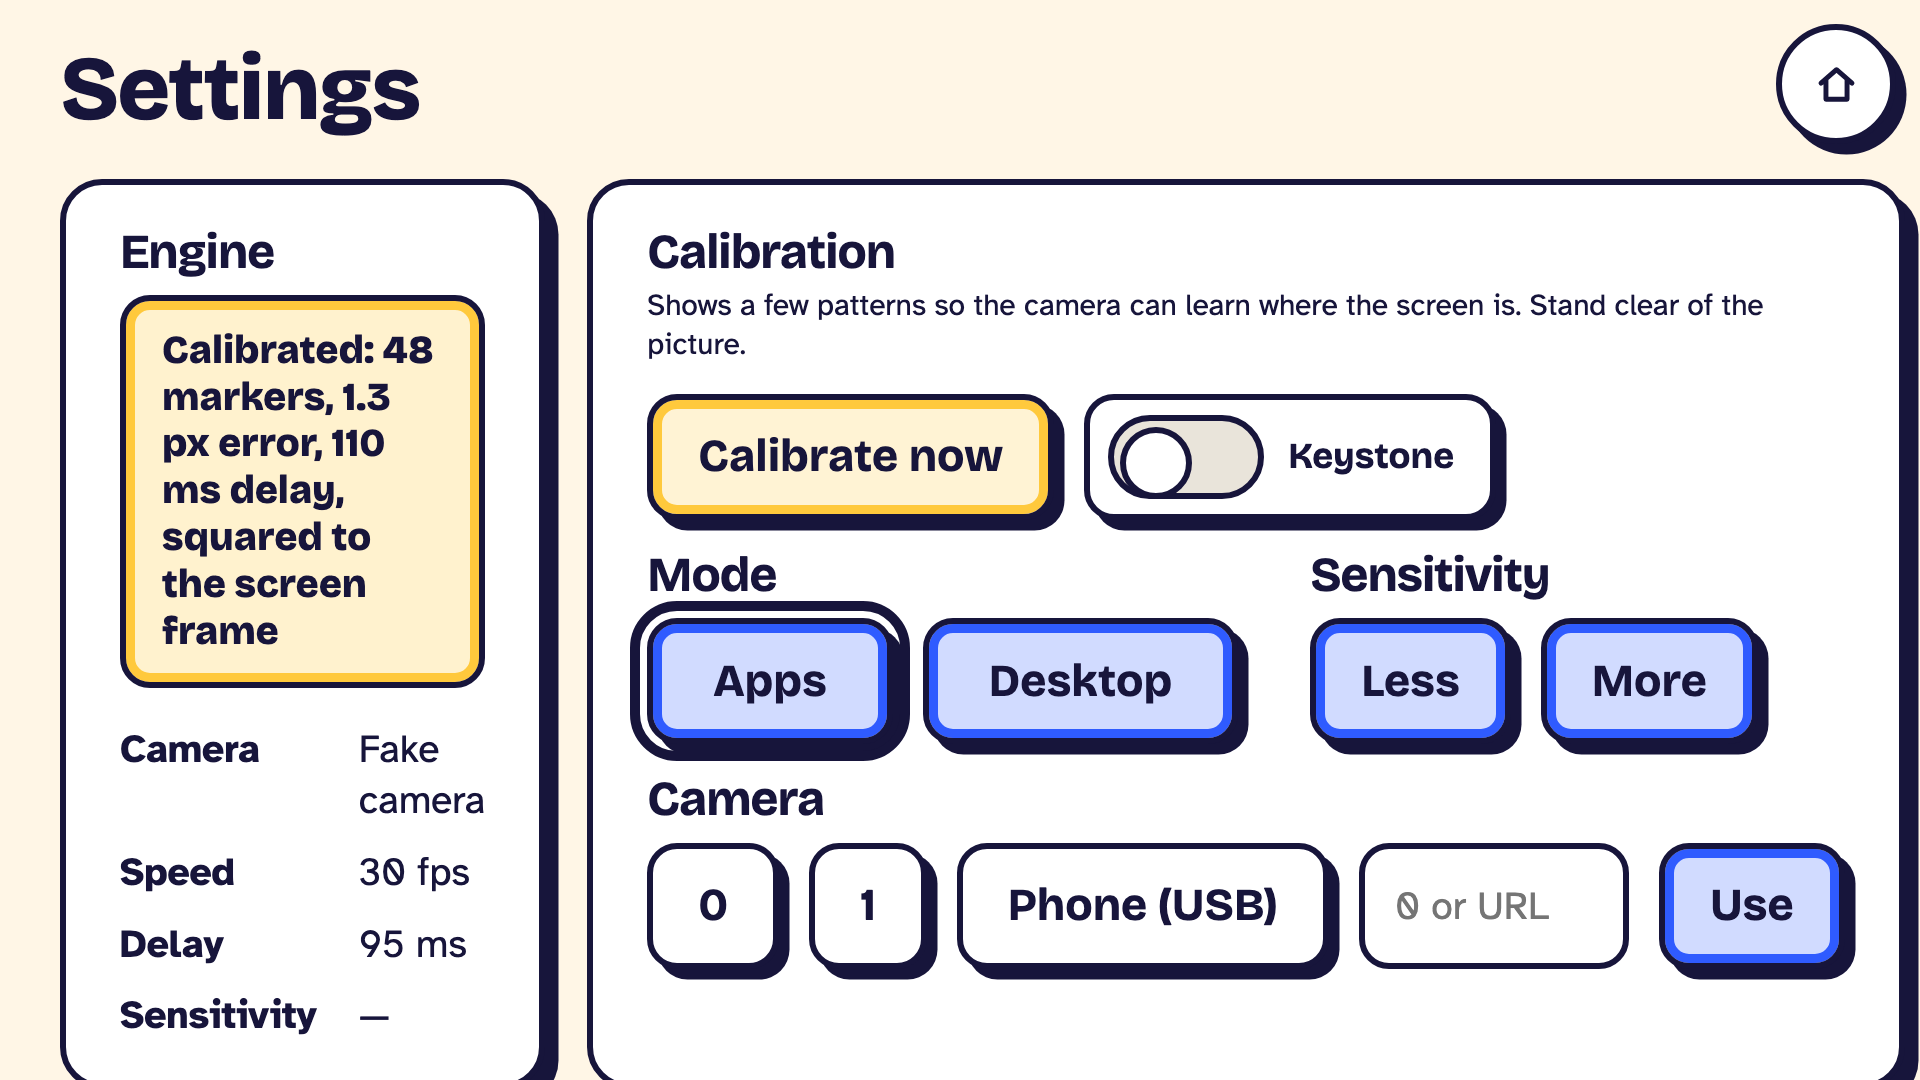 Settings
Engine
Calibrated: 48
markers, 1.3
px error, 110
ms delay,
squared to
the screen
frame
Camera Fake
camera
Speed 30 fps
Delay 95 ms
Sensitivity —
Calibration
Shows a few patterns so the camera can learn where the screen is. Stand clear of the
picture.
Calibrate now Keystone
Mode Sensitivity
Apps Desktop Less More
Camera
0 1 Phone (USB) 0 or URL Use